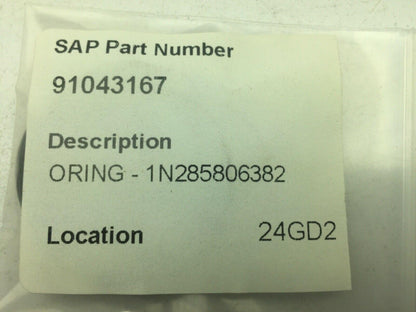 SAP Part Number
91043167
Description
ORING - 1N285806382
Location 24GD2